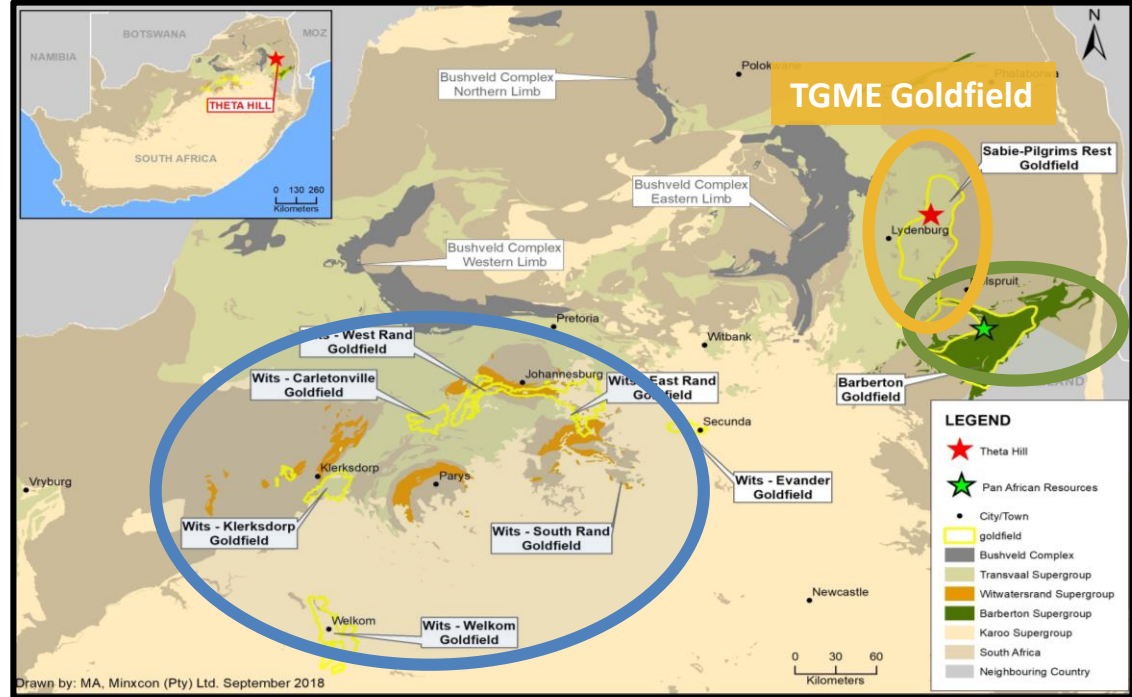 BOTSWANA
MOZ
NAMIBIA
THETA HILL
SOUTH AFRICA
0 130 260
Kilometers
N
Bushveld Complex
Northern Limb
Polokwane
Phalaborwa
TGME Goldfield
Sabie-Pilgrims Rest
Goldfield
Bushveld Complex
Eastern Limb
Lydenburg
Bushveld Complex
Western Limb
Pretoria
Witbank
Wits - West Rand
Goldfield
Johannesburg
Wits - Carletonville
Goldfield
Wits - East Rand
Goldfield
Barberton
Goldfield
Secunda
Wits - Evander
Goldfield
Vryburg
Klerksdorp
Parys
Wits - Klerksdorp
Goldfield
Wits - South Rand
Goldfield
Newcastle
Welkom
Wits - Welkom
Goldfield
0 30 60
Kilometers
LEGEND
Theta Hill
Pan African Resources
City/Town
goldfield
Bushveld Complex
Transvaal Supergroup
Witwatersrand Supergroup
Barberton Supergroup
Karoo Supergroup
South Africa
Neighbouring Country
Drawn by: MA, Minxcon (Pty) Ltd. September 2018